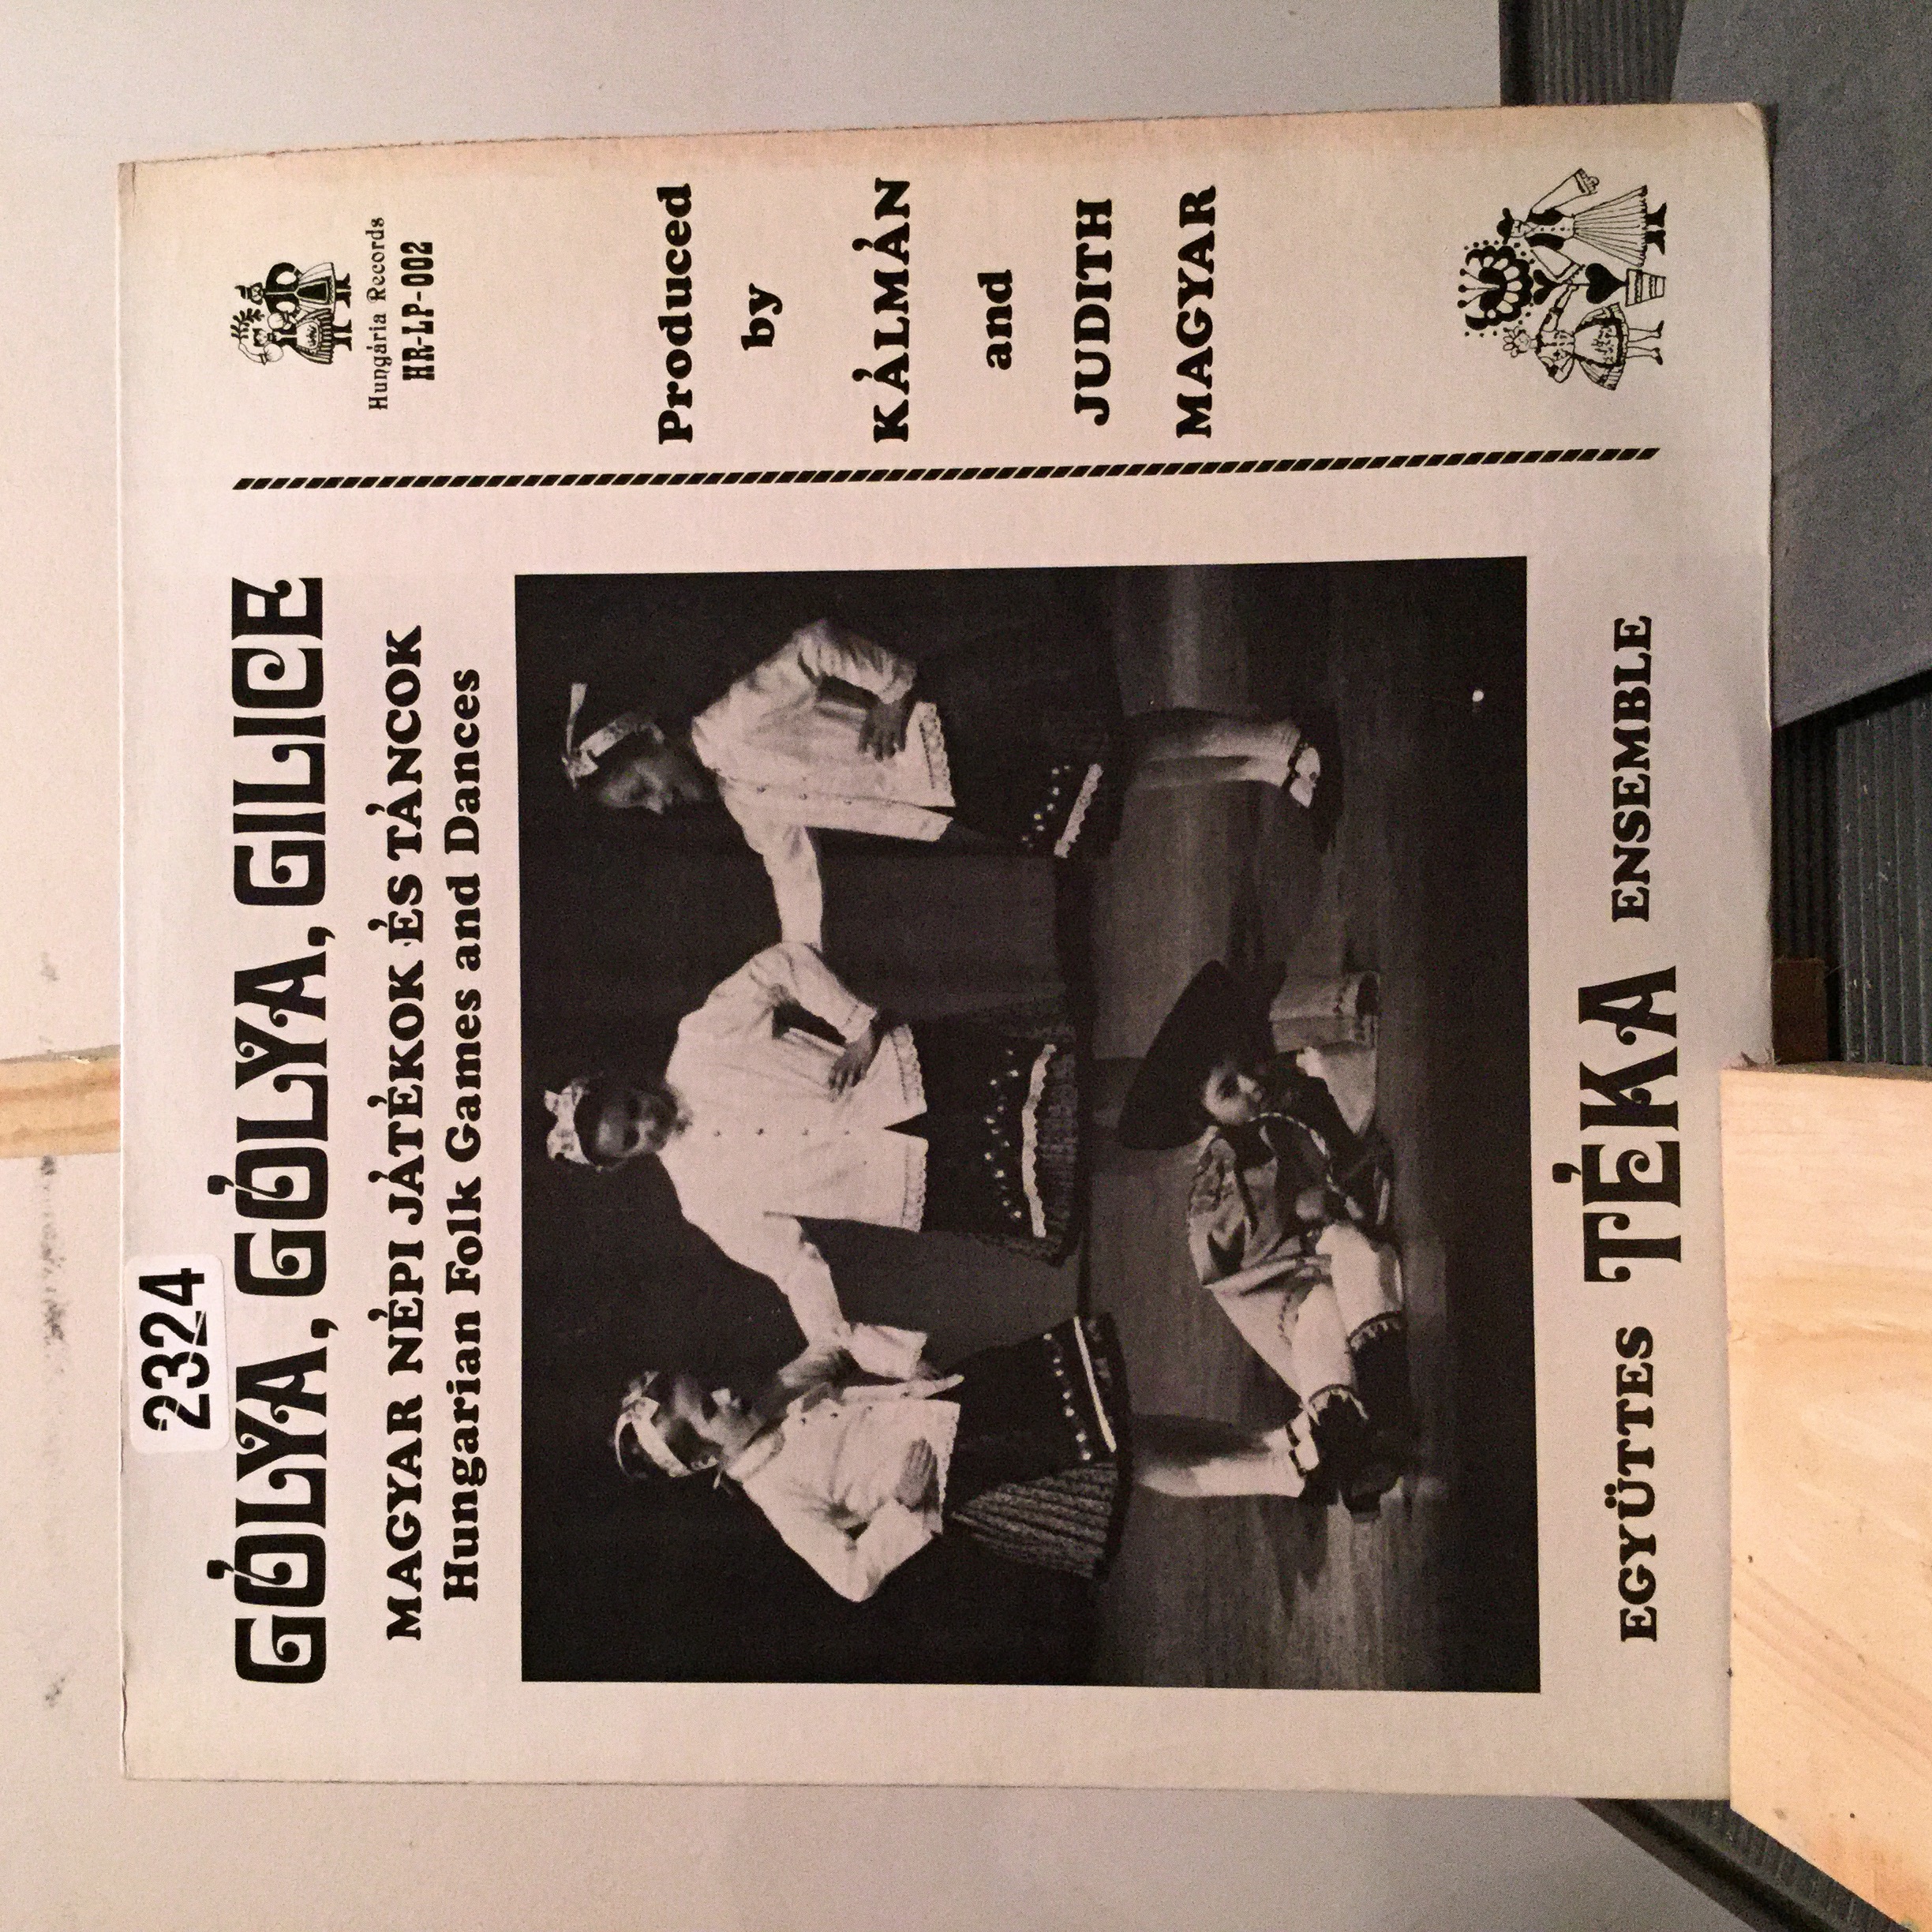 2324
GÓLYA, GÓLYA, GILICE
MAGYAR NÉPI JÁTÉKOK ÉS TÁNCOK
Hungarian Folk Games and Dances
EGYÜTTES TÉKA ENSEMBLE
Hungária Records
HR-LP-002
Produced
by
KÁLMÁN
and
JUDITH
MAGYAR